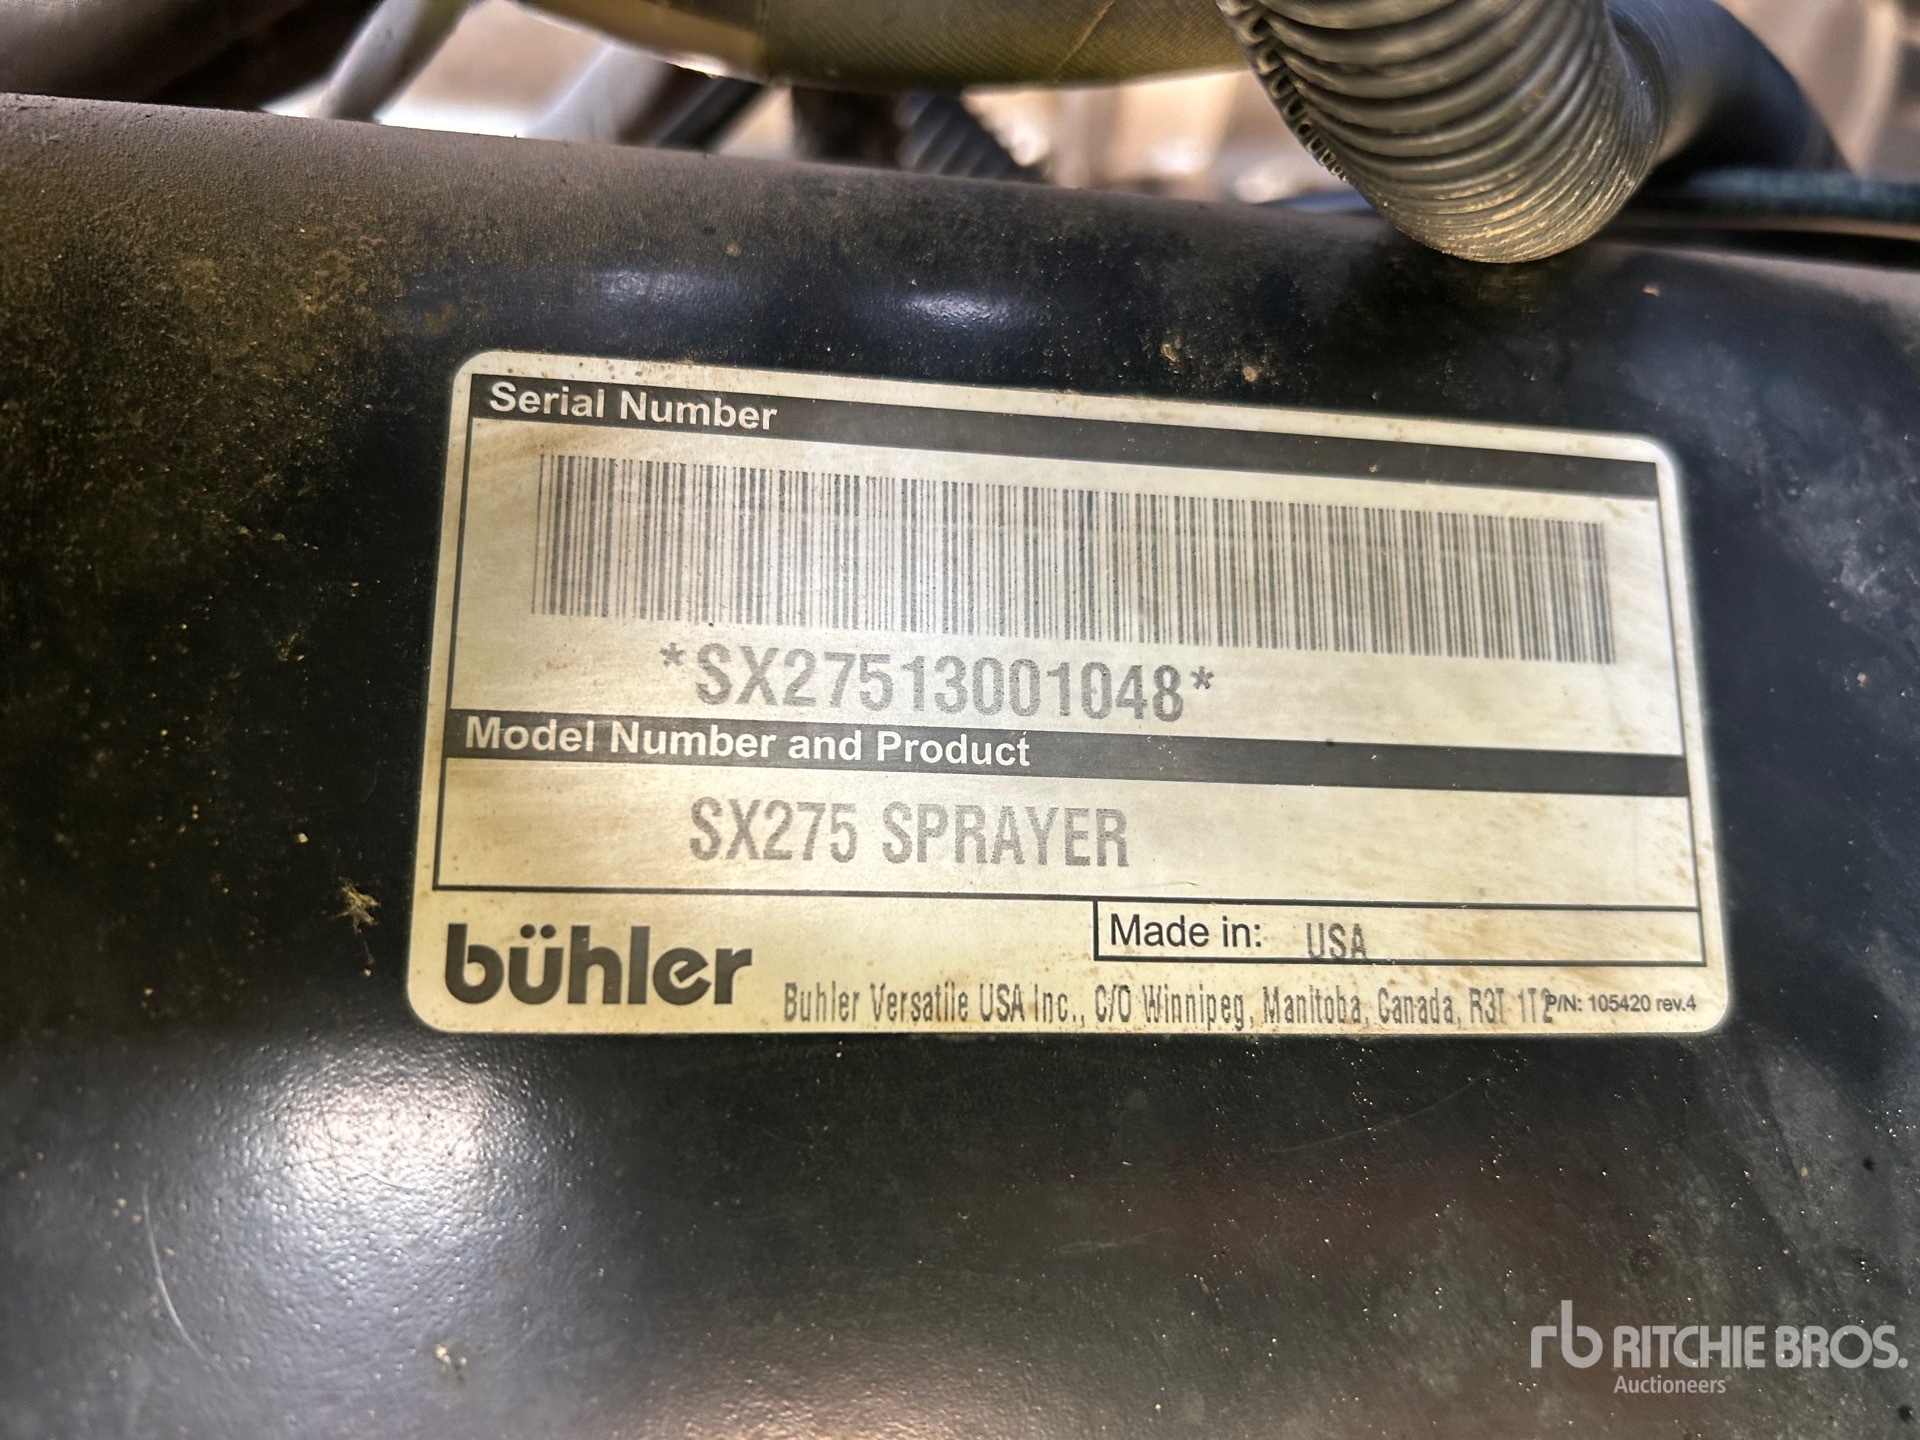 Serial Number
*SX27513001048*
Model Number and Product
SX275 SPRAYER
Made in: USA
bühler
Buhler Versatile USA Inc., C/O Winnipeg, Manitoba, Canada, R3T 1T2
P/N: 105420 rev.4
rb RITCHIE BROS.
Auctioneers